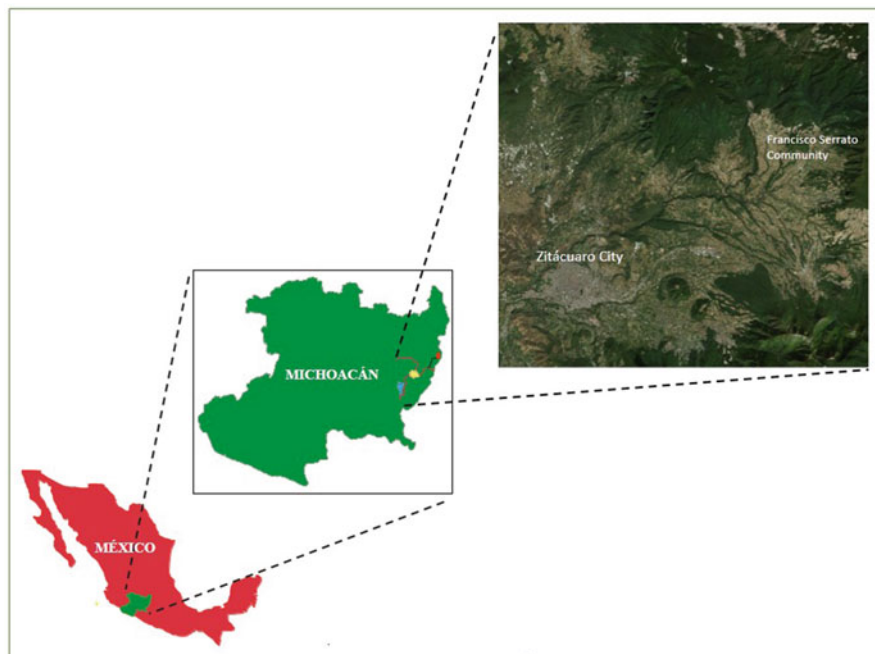 Francisco Serrato
Community
Zitácuaro City
MICHOACÁN
MÉXICO